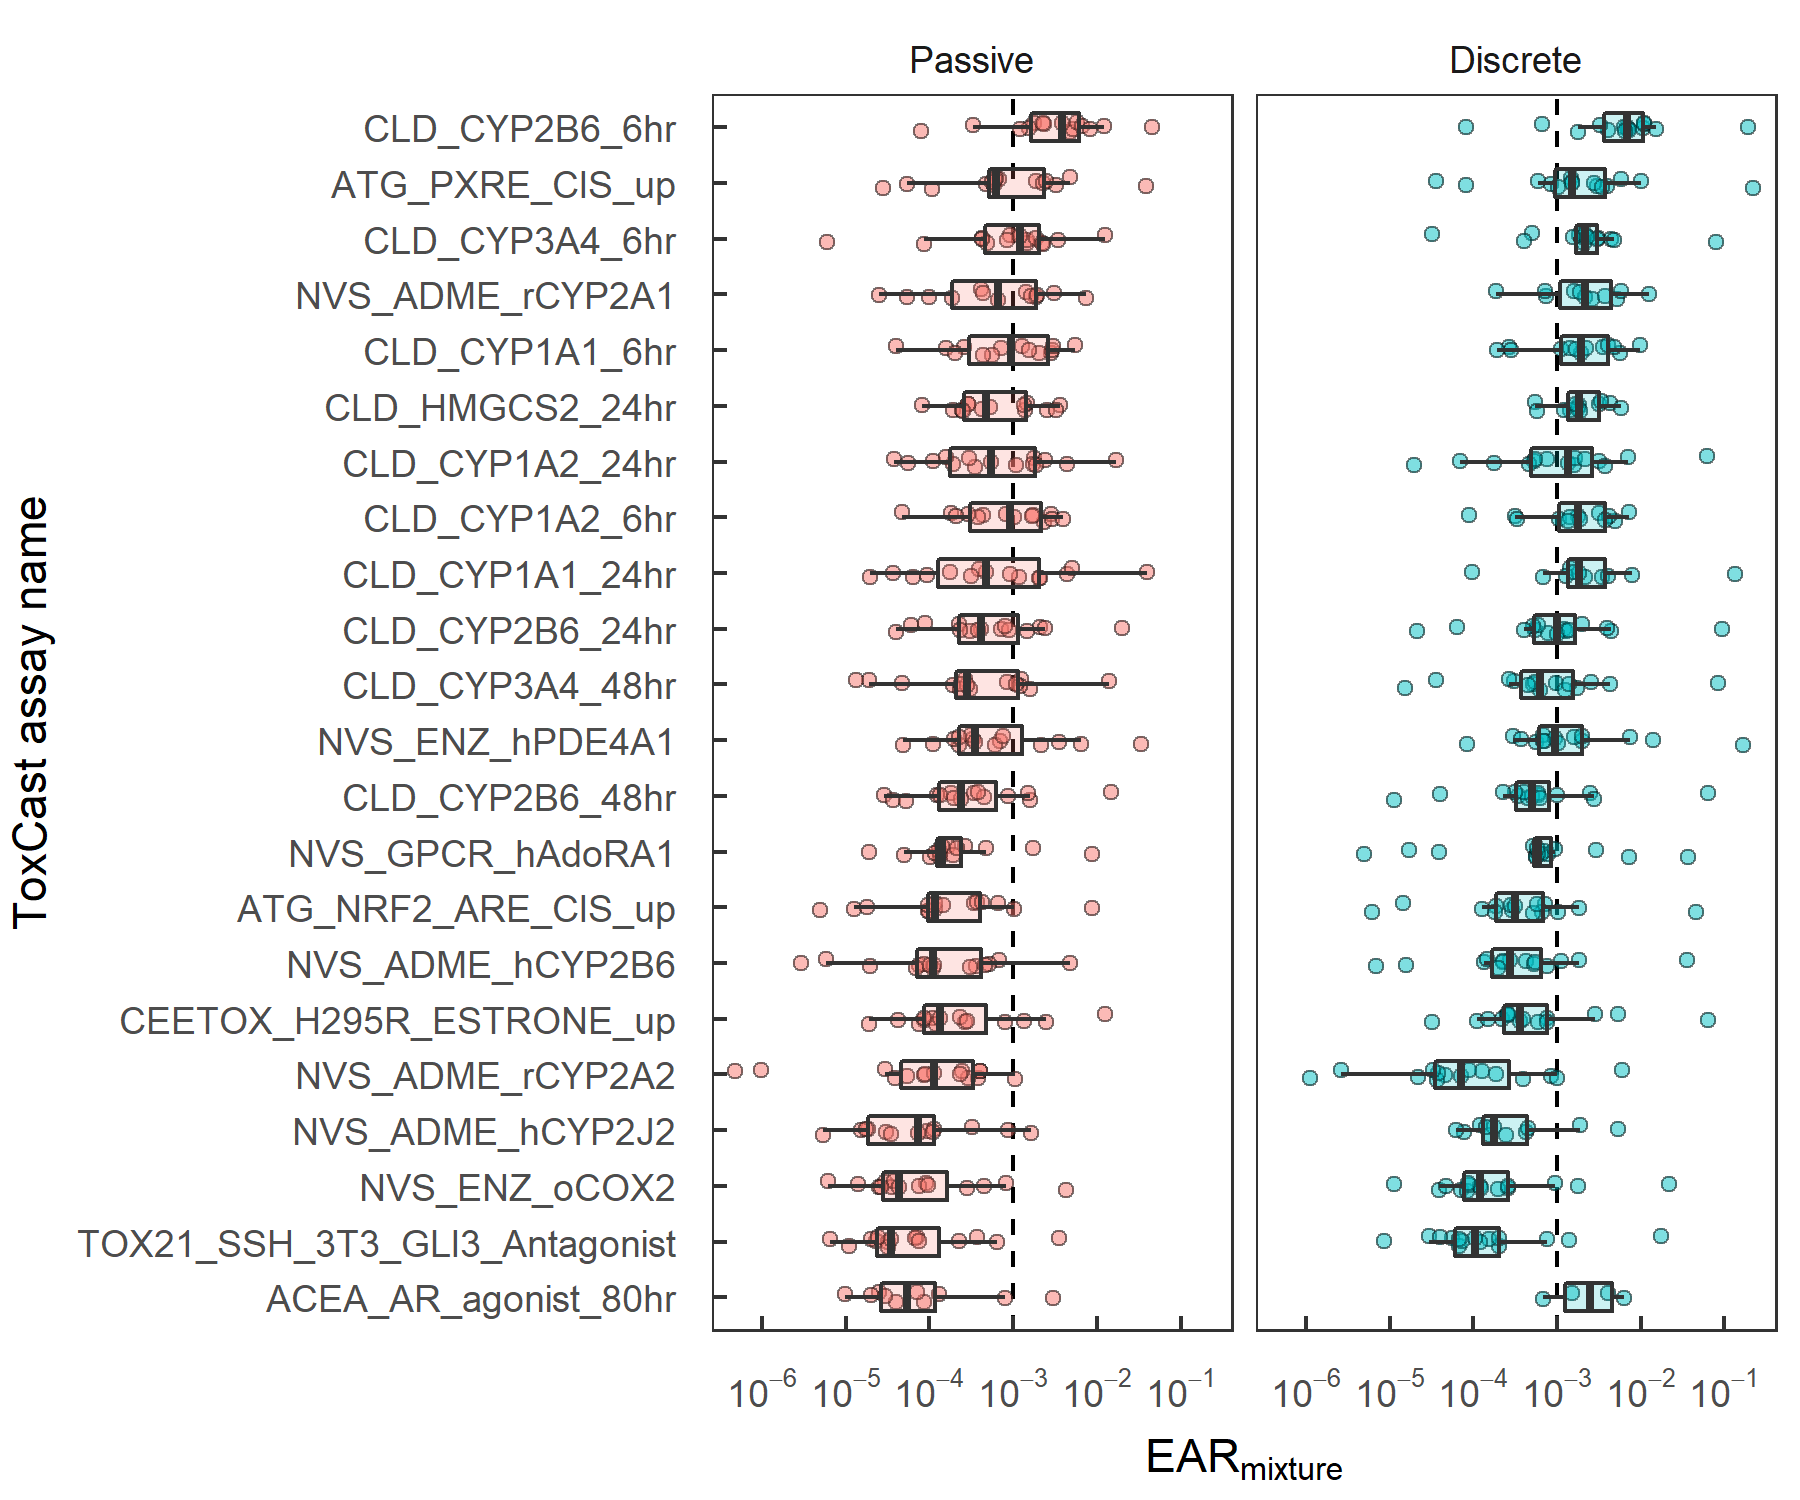 Passive Discrete
CLD_CYP2B6_6hr
ATG_PXRE_CIS_up
CLD_CYP3A4_6hr
NVS_ADME_rCYP2A1
CLD_CYP1A1_6hr
CLD_HMGCS2_24hr
CLD_CYP1A2_24hr
CLD_CYP1A2_6hr
CLD_CYP1A1_24hr
CLD_CYP2B6_24hr
CLD_CYP3A4_48hr
NVS_ENZ_hPDE4A1
CLD_CYP2B6_48hr
NVS_GPCR_hAdoRA1
ATG_NRF2_ARE_CIS_up
NVS_ADME_hCYP2B6
CEETOX_H295R_ESTRONE_up
NVS_ADME_rCYP2A2
NVS_ADME_hCYP2J2
NVS_ENZ_oCOX2
TOX21_SSH_3T3_GLI3_Antagonist
ACEA_AR_agonist_80hr
ToxCast assay name
10⁻⁶ 10⁻⁵ 10⁻⁴ 10⁻³ 10⁻² 10⁻¹ 10⁻⁶ 10⁻⁵ 10⁻⁴ 10⁻³ 10⁻² 10⁻¹
EARmixture